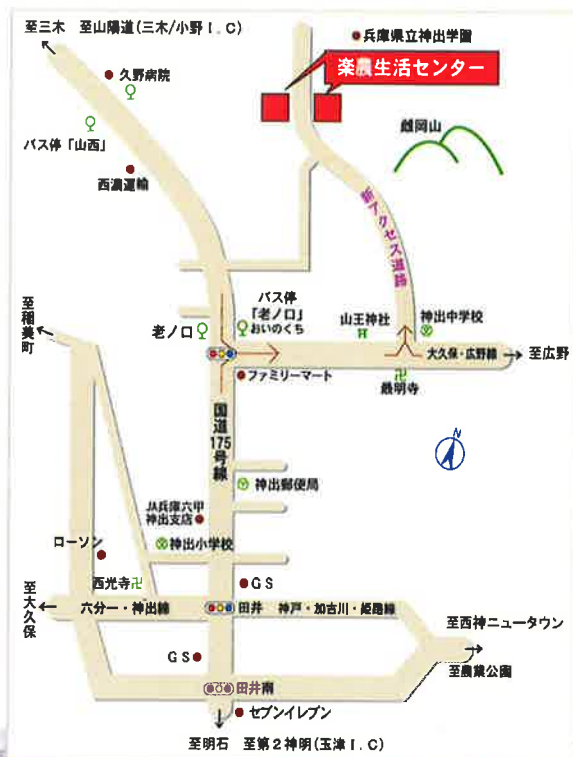 至三木 至山陽道(三木/小野I.C)
兵庫県立神出学園
楽農生活センター
久野病院
バス停「山西」
西濃運輸
雌岡山
新アクセス道路
至稲美町
老ノ口
バス停
「老ノ口」
おいのくち
山王神社
神出中学校
大久保・広野線
至広野
最明寺
ファミリーマート
国道175号線
N
神出郵便局
JA兵庫六甲
神出支店
神出小学校
ローソン
西光寺
GS
至大久保
六分一・神出線
田井
神戸・加古川・姫路線
至西神ニュータウン
至農業公園
GS
田井南
セブンイレブン
至明石 至第2神明(玉津I.C)